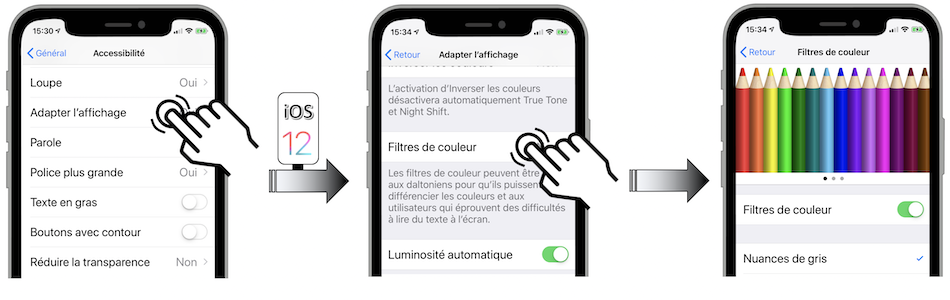 15:30
Général
Accessibilité
Loupe
Oui
Adapter l'affichage
Parole
Police plus grande
Oui
Texte en gras
Boutons avec contour
Réduire la transparence
Non
iOS
12
15:34
Retour
Adapter l'affichage
L'activation d'Inverser les couleurs
désactivera automatiquement True Tone
et Night Shift.
Filtres de couleur
Les filtres de couleur peuvent être
aux daltoniens pour qu'ils puissent
différencier les couleurs et aux
utilisateurs qui éprouvent des difficultés
à lire du texte à l'écran.
Luminosité automatique
15:34
Retour
Filtres de couleur
Filtres de couleur
Nuances de gris